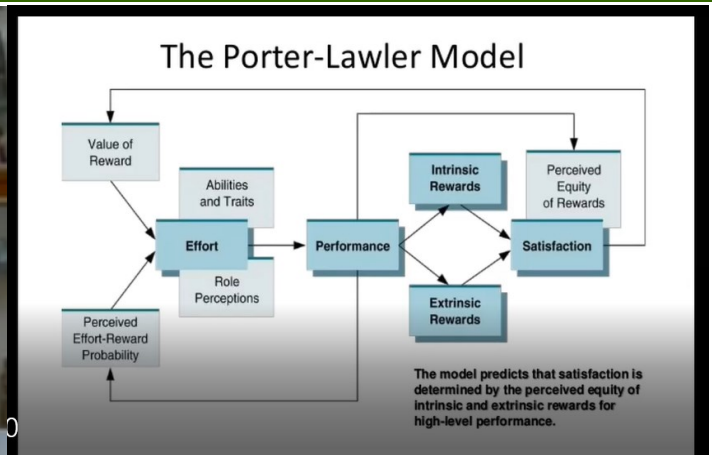 The Porter-Lawler Model
Value of
Reward
Abilities
and Traits
Intrinsic
Rewards
Perceived
Equity
of Rewards
Effort
Performance
Satisfaction
Role
Perceptions
Extrinsic
Rewards
Perceived
Effort-Reward
Probability
The model predicts that satisfaction is
determined by the perceived equity of
intrinsic and extrinsic rewards for
high-level performance.
0